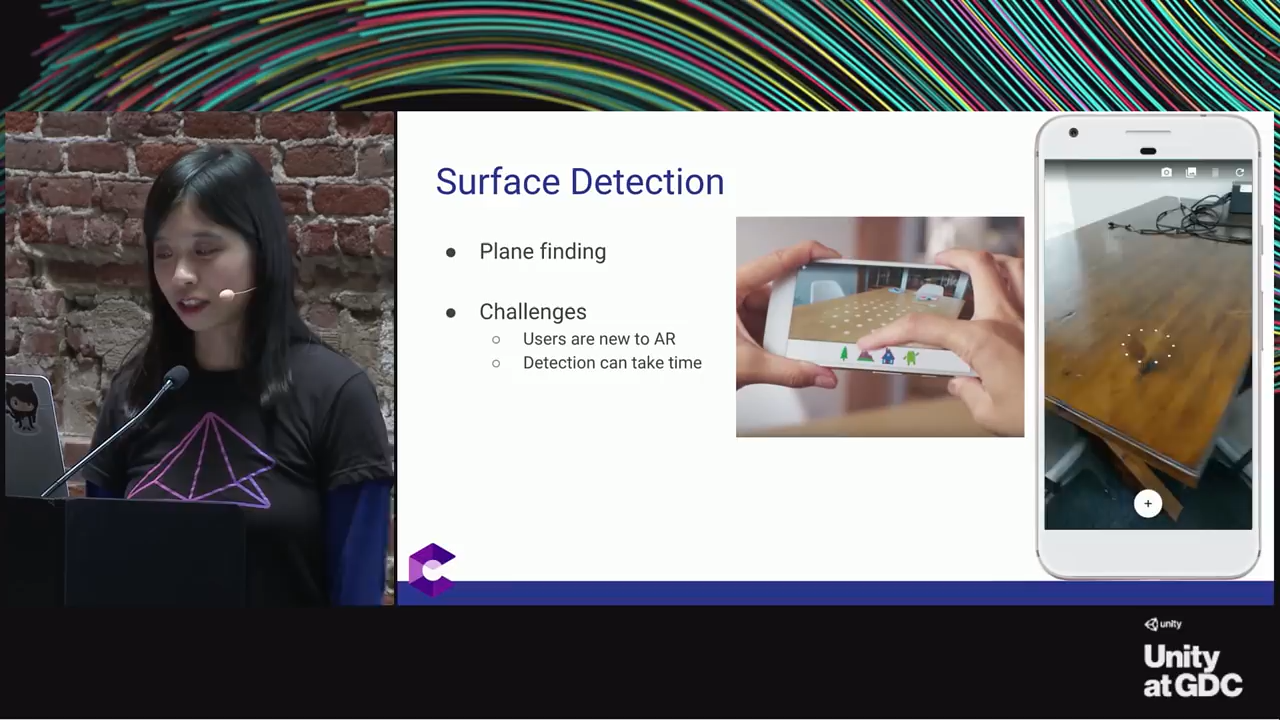 Surface Detection
Plane finding
Challenges
Users are new to AR
Detection can take time
unity
Unity
at GDC